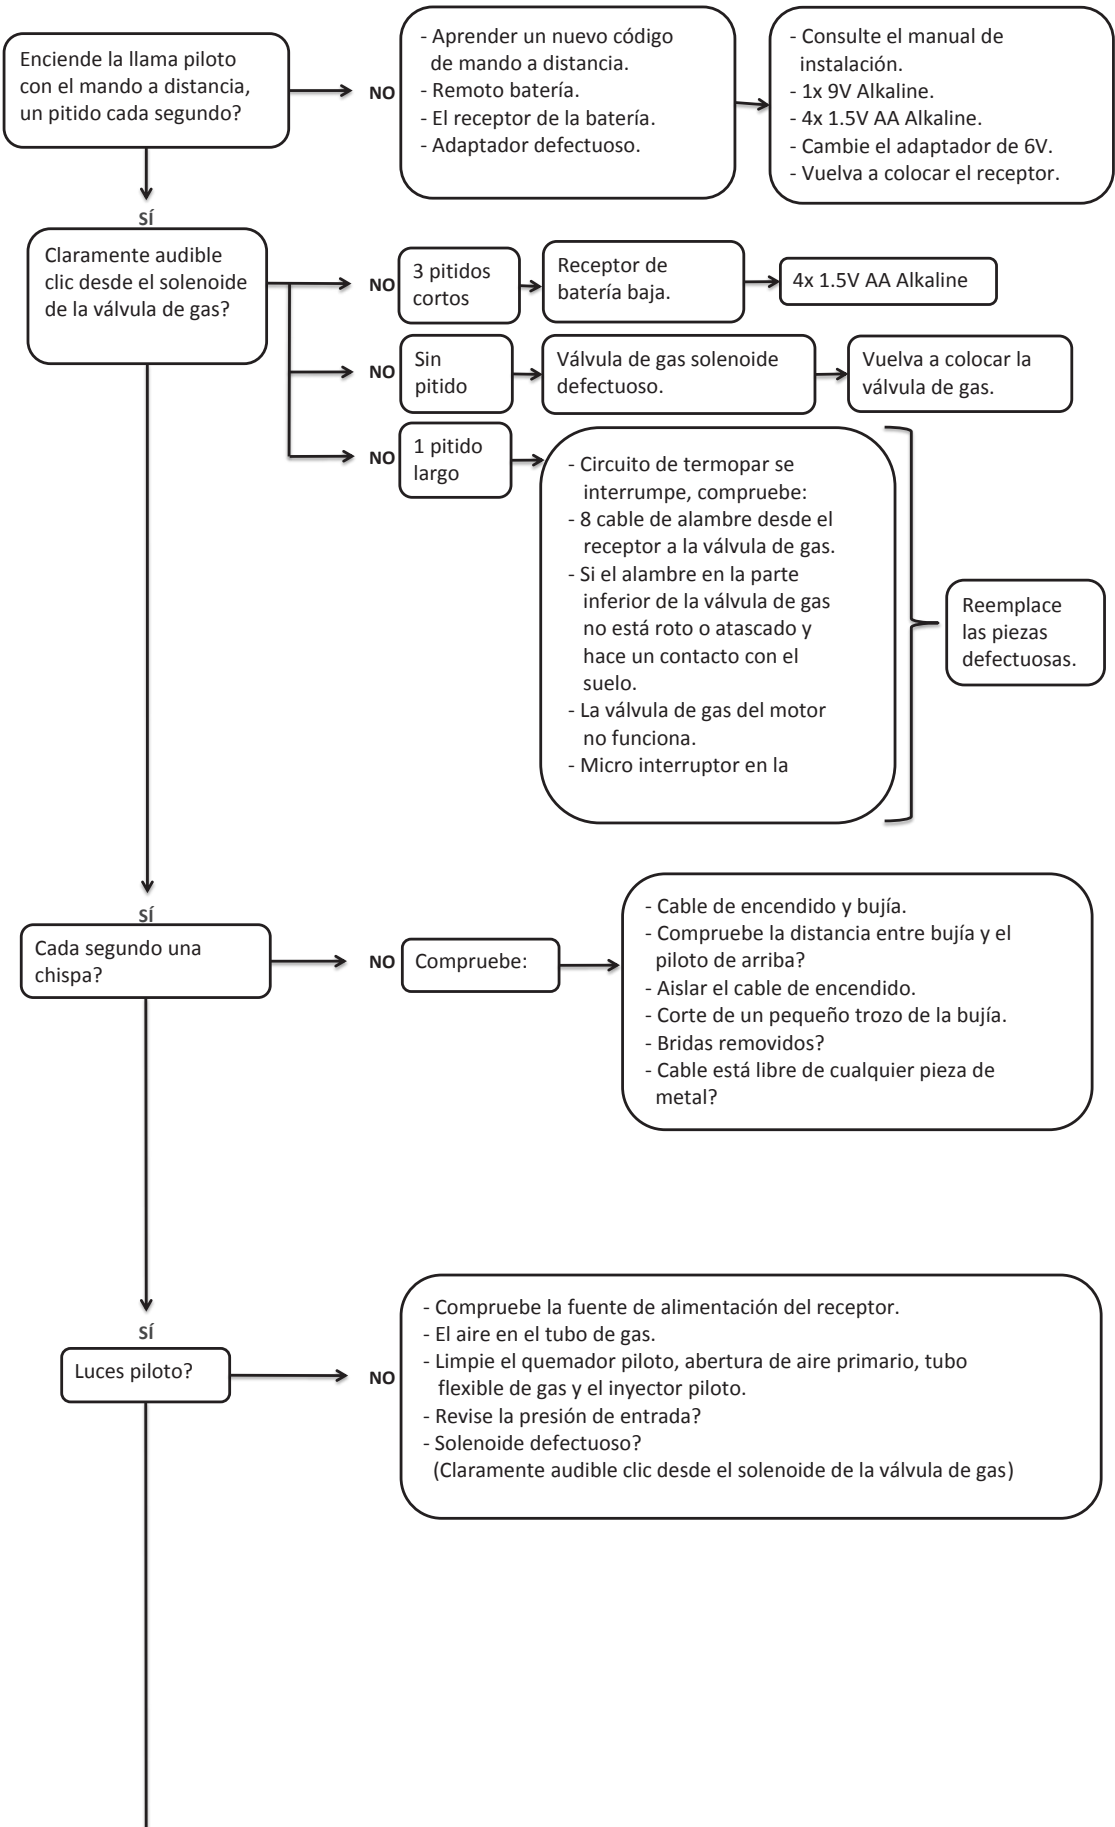 Enciende la llama piloto
con el mando a distancia,
un pitido cada segundo?
NO
- Aprender un nuevo código
de mando a distancia.
- Remoto batería.
- El receptor de la batería.
- Adaptador defectuoso.
- Consulte el manual de
instalación.
- 1x 9V Alkaline.
- 4x 1.5V AA Alkaline.
- Cambie el adaptador de 6V.
- Vuelva a colocar el receptor.
SÍ
Claramente audible
clic desde el solenoide
de la válvula de gas?
NO
3 pitidos
cortos
Receptor de
batería baja.
4x 1.5V AA Alkaline
NO
Sin
pitido
Válvula de gas solenoide
defectuoso.
Vuelva a colocar la
válvula de gas.
NO
1 pitido
largo
- Circuito de termopar se
interrumpe, compruebe:
- 8 cable de alambre desde el
receptor a la válvula de gas.
- Si el alambre en la parte
inferior de la válvula de gas
no está roto o atascado y
hace un contacto con el
suelo.
- La válvula de gas del motor
no funciona.
- Micro interruptor en la
Reemplace
las piezas
defectuosas.
SÍ
Cada segundo una
chispa?
NO
Compruebe:
- Cable de encendido y bujía.
- Compruebe la distancia entre bujía y el
piloto de arriba?
- Aislar el cable de encendido.
- Corte de un pequeño trozo de la bujía.
- Bridas removidos?
- Cable está libre de cualquier pieza de
metal?
SÍ
Luces piloto?
NO
- Compruebe la fuente de alimentación del receptor.
- El aire en el tubo de gas.
- Limpie el quemador piloto, abertura de aire primario, tubo
flexible de gas y el inyector piloto.
- Revise la presión de entrada?
- Solenoide defectuoso?
(Claramente audible clic desde el solenoide de la válvula de gas)